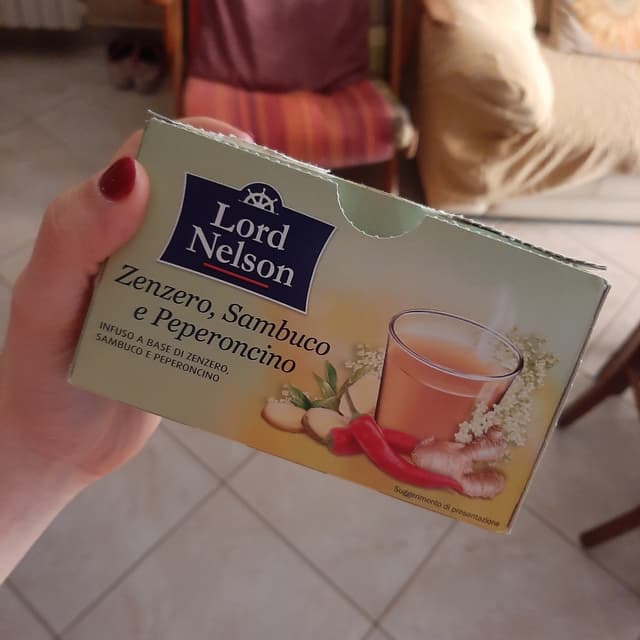 Lord
Nelson
Zenzero, Sambuco
e Peperoncino
INFUSO A BASE DI ZENZERO,
SAMBUCO E PEPERONCINO
Suggerimento di presentazione